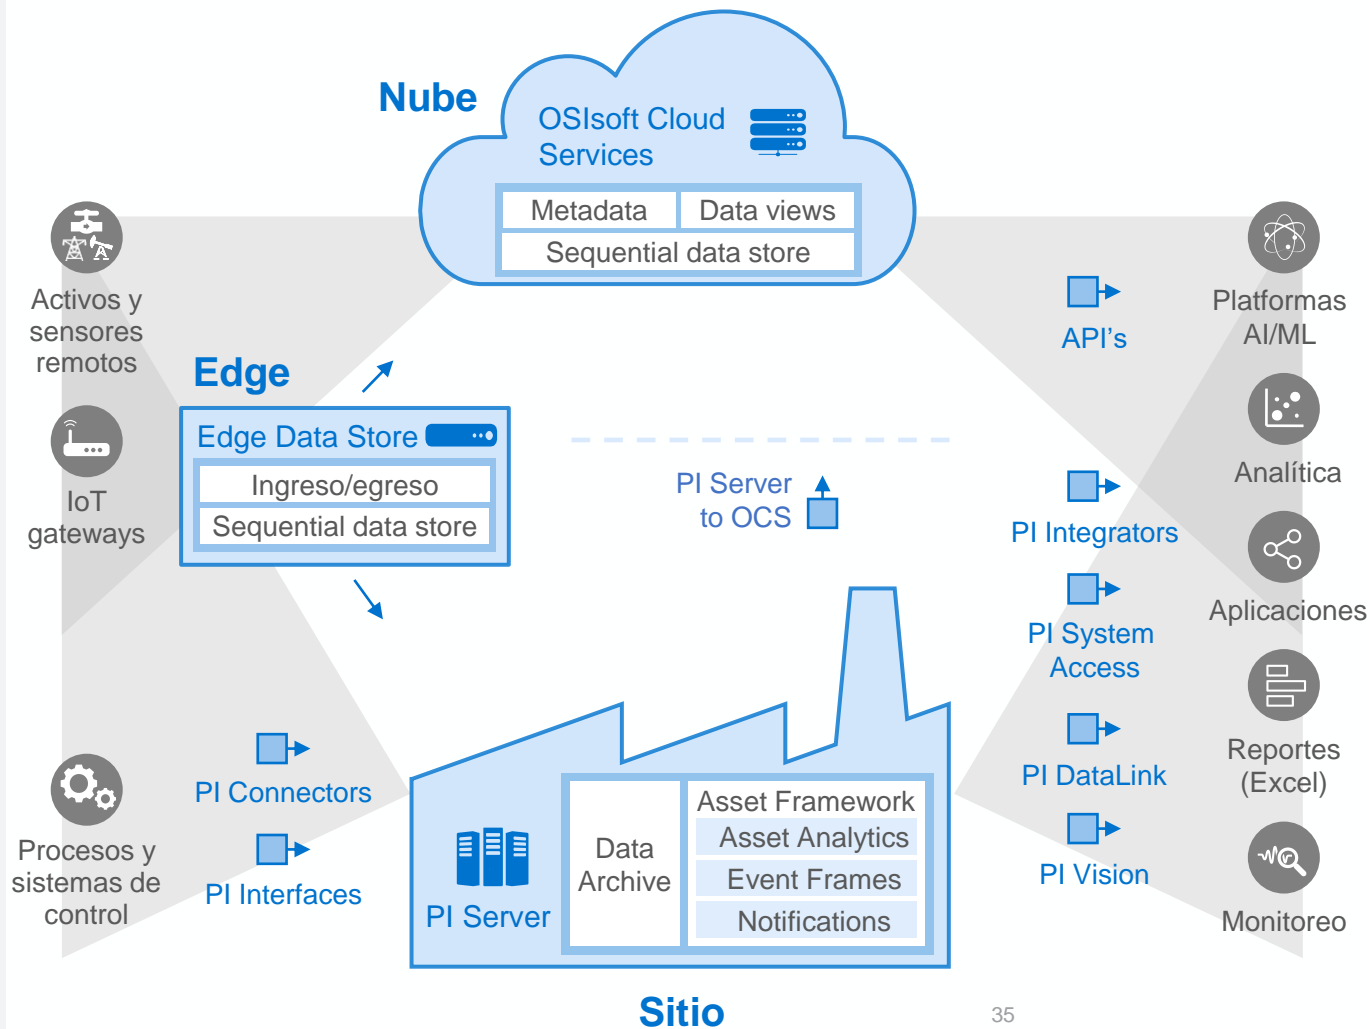 Nube
OSIsoft Cloud
Services
Metadata
Data views
Sequential data store
Activos y
sensores
remotos
IoT
gateways
Edge
Edge Data Store
Ingreso/egreso
Sequential data store
PI Server
to OCS
API's
PI Integrators
PI System
Access
PI DataLink
PI Vision
Platformas
AI/ML
Analítica
Aplicaciones
Reportes
(Excel)
Monitoreo
Procesos y
sistemas de
control
PI Connectors
PI Interfaces
PI Server
Data
Archive
Asset Framework
Asset Analytics
Event Frames
Notifications
Sitio
35